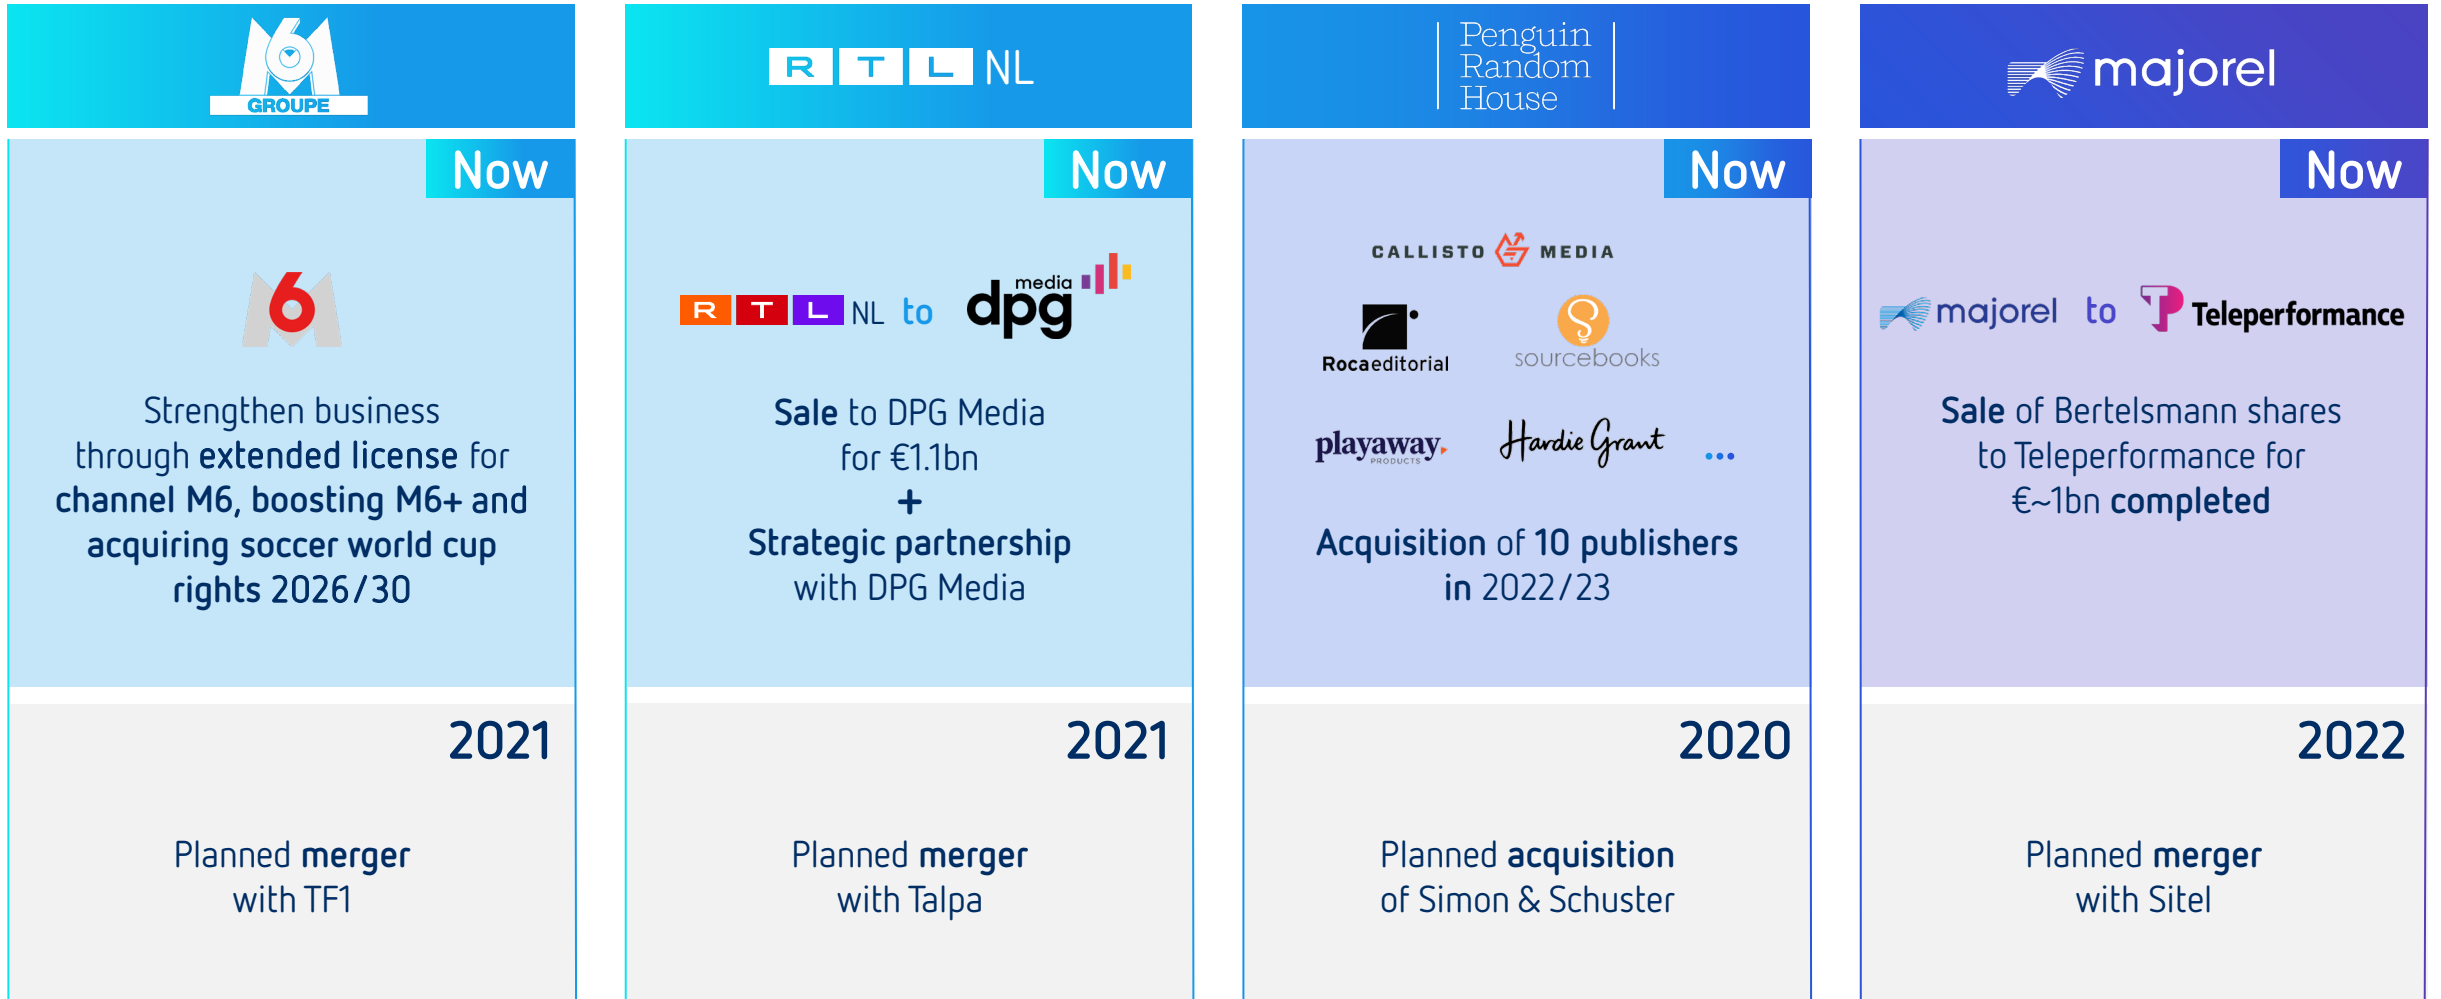 M6
GROUPE
Now
M6
Strengthen business
through extended license for
channel M6, boosting M6+ and
acquiring soccer world cup
rights 2026/30
2021
Planned merger
with TF1
RTL NL
Now
RTL NL to dpg media
Sale to DPG Media
for €1.1bn
+
Strategic partnership
with DPG Media
2021
Planned merger
with Talpa
Penguin
Random
House
Now
CALLISTO MEDIA
Rocaeditorial
sourcebooks
playaway
PRODUCTS
Hardie Grant
...
Acquisition of 10 publishers
in 2022/23
2020
Planned acquisition
of Simon & Schuster
majorel
Now
majorel to Teleperformance
Sale of Bertelsmann shares
to Teleperformance for
€~1bn completed
2022
Planned merger
with Sitel